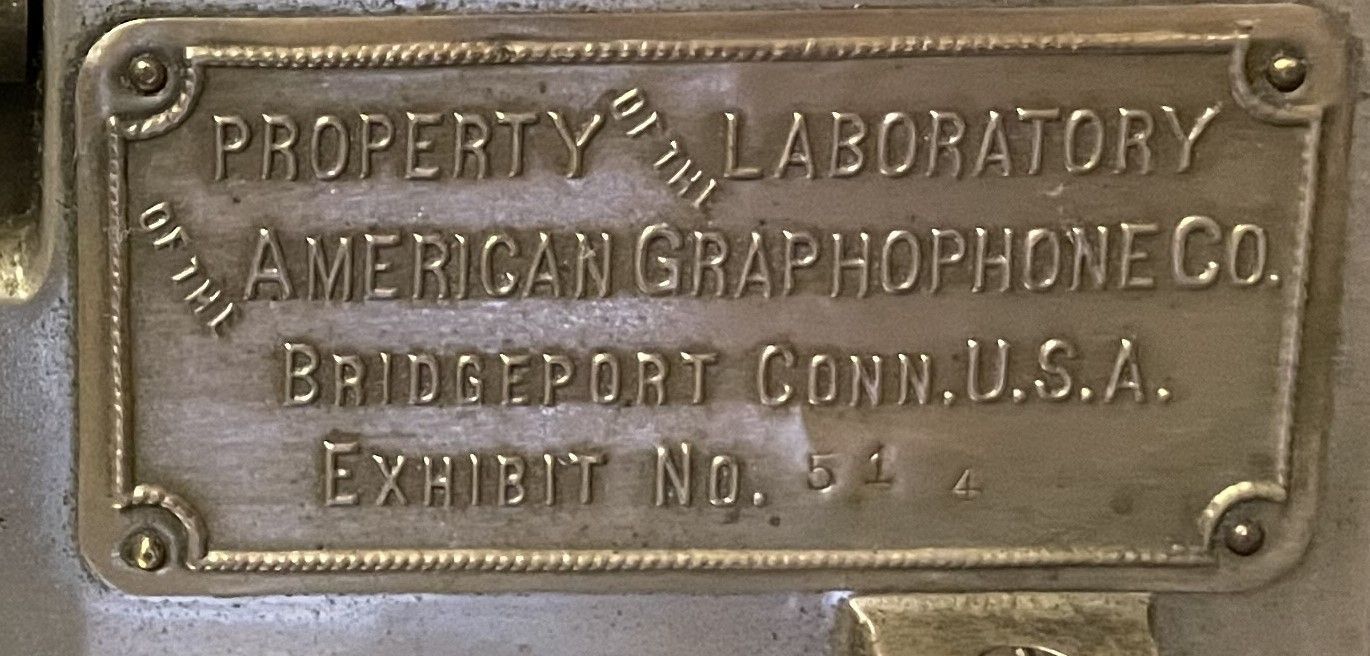 PROPERTY OF THE LABORATORY
OF THE AMERICAN GRAPHOPHONE CO.
BRIDGEPORT CONN. U.S.A.
EXHIBIT NO. 51 4